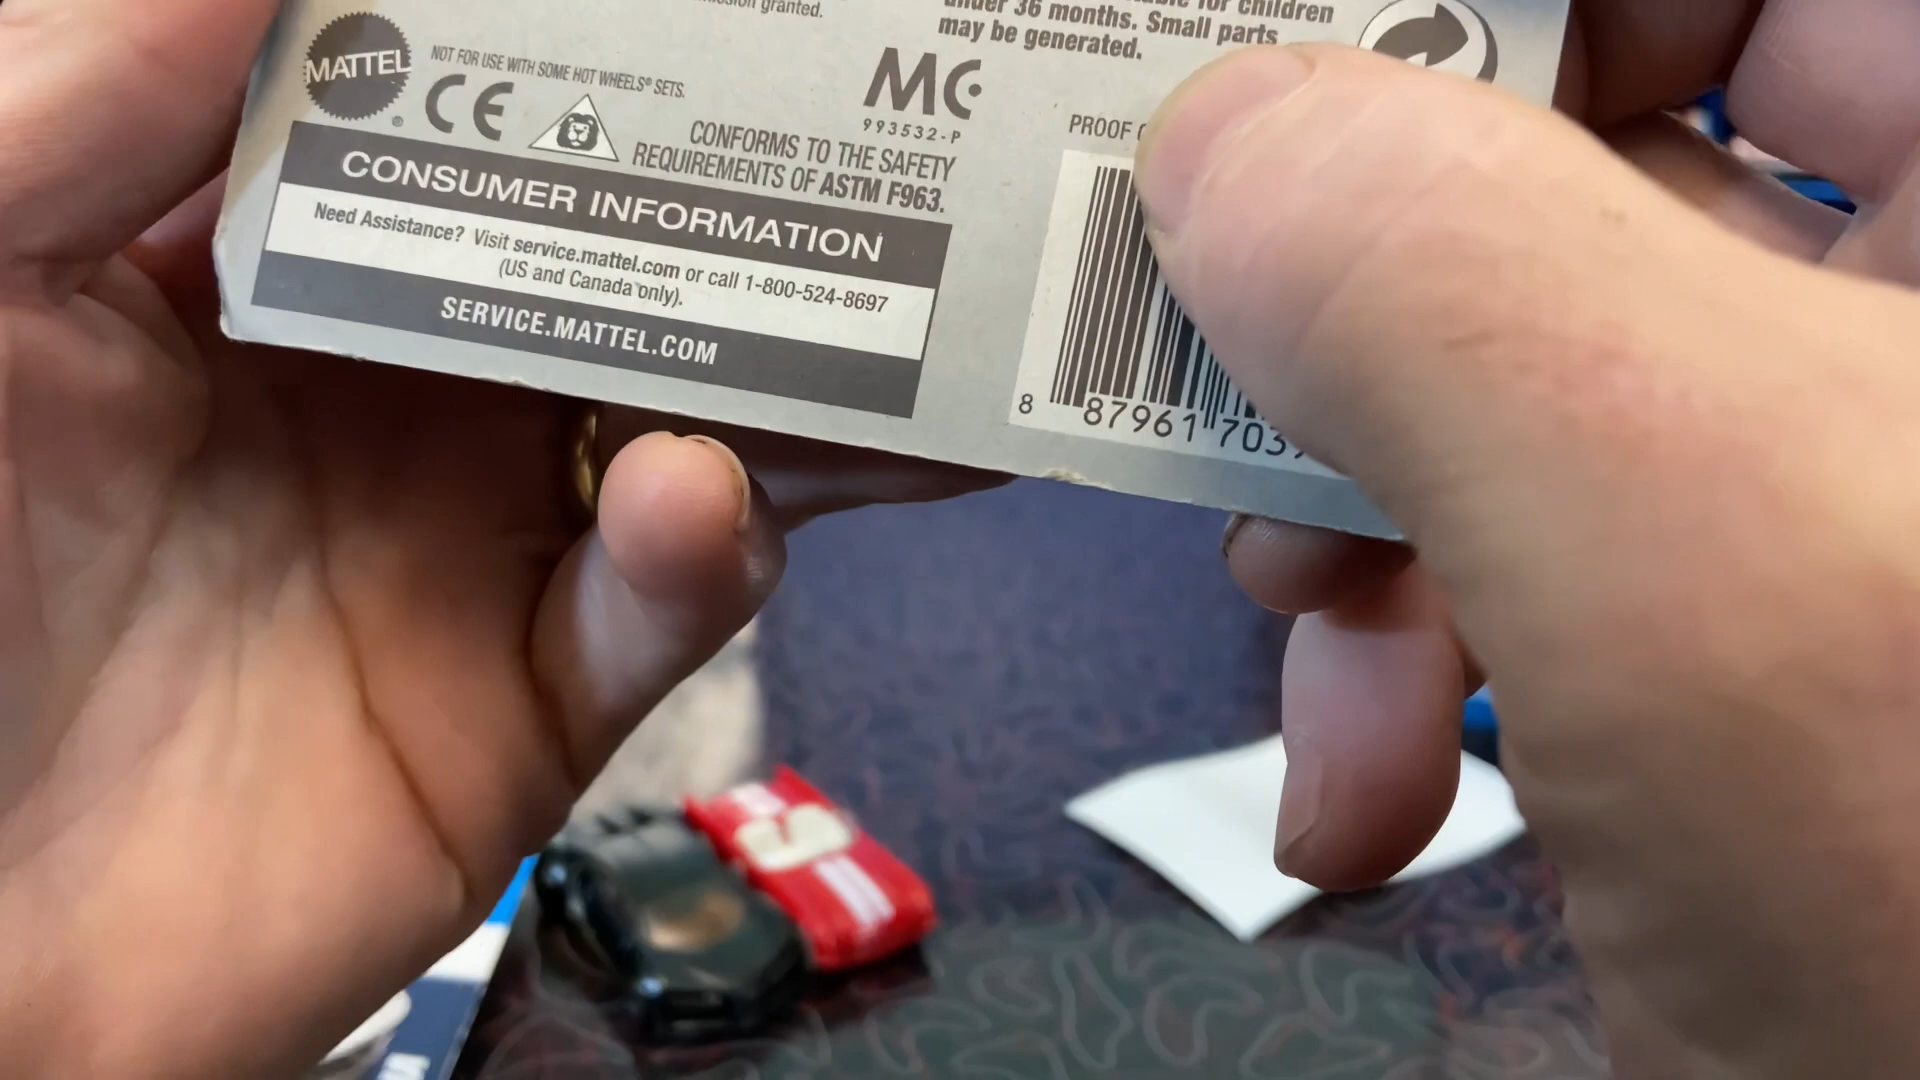 granted.
for children
under 36 months. Small parts
may be generated.
MATTEL
®
NOT FOR USE WITH SOME HOT WHEELS® SETS.
CE
MC
993532-P
CONFORMS TO THE SAFETY
REQUIREMENTS OF ASTM F963.
PROOF
CONSUMER INFORMATION
Need Assistance? Visit service.mattel.com or call 1-800-524-8697
(US and Canada only).
SERVICE.MATTEL.COM
8 87961 703